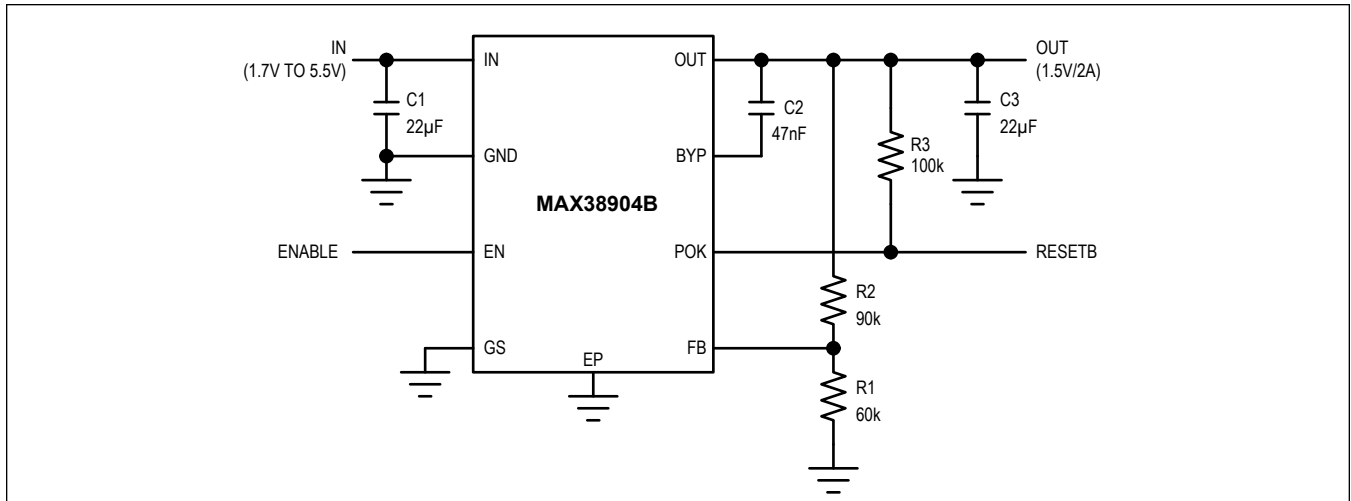 IN
(1.7V TO 5.5V)
IN
OUT
OUT
(1.5V/2A)
C1
22µF
C2
47nF
C3
22µF
R3
100k
GND
BYP
MAX38904B
ENABLE
EN
POK
RESETB
R2
90k
GS
EP
FB
R1
60k